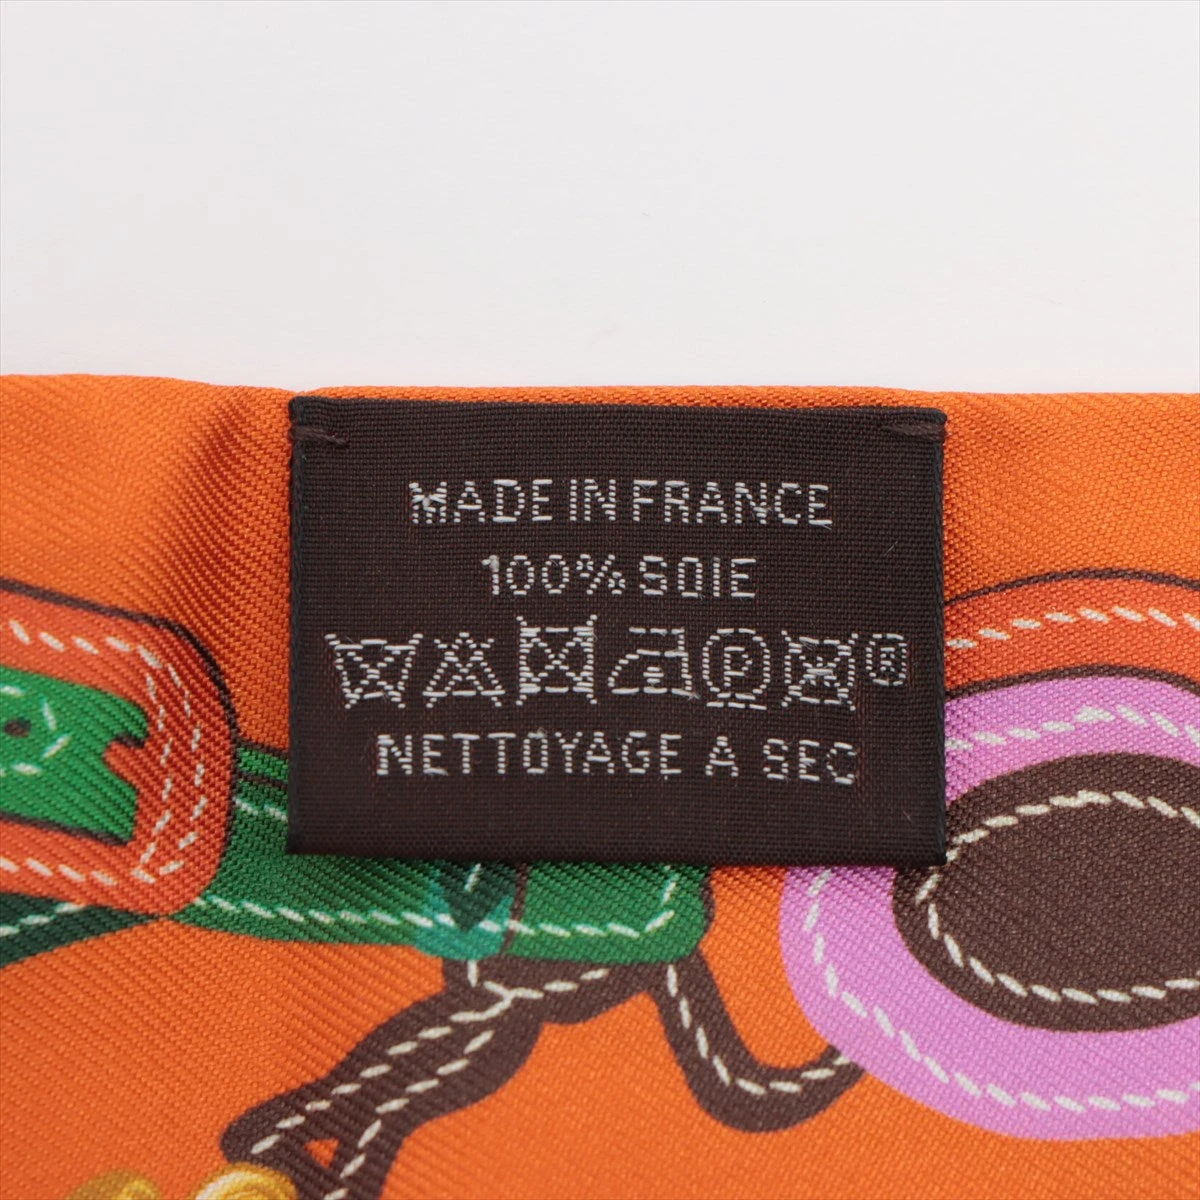 MADE IN FRANCE
100% SOIE
P ®
NETTOYAGE A SEC